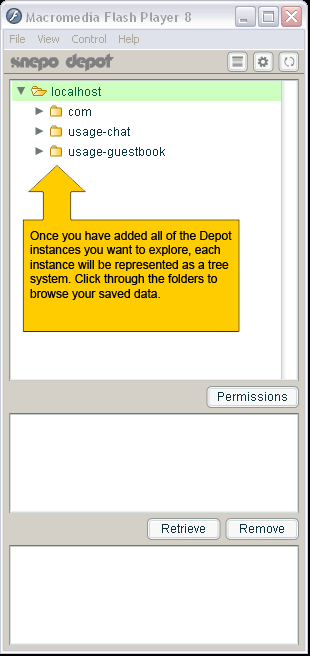 Macromedia Flash Player 8
File View Control Help
snepo depot
localhost
com
usage-chat
usage-guestbook
Once you have added all of the Depot
instances you want to explore, each
instance will be represented as a tree
system. Click through the folders to
browse your saved data.
Permissions
Retrieve Remove